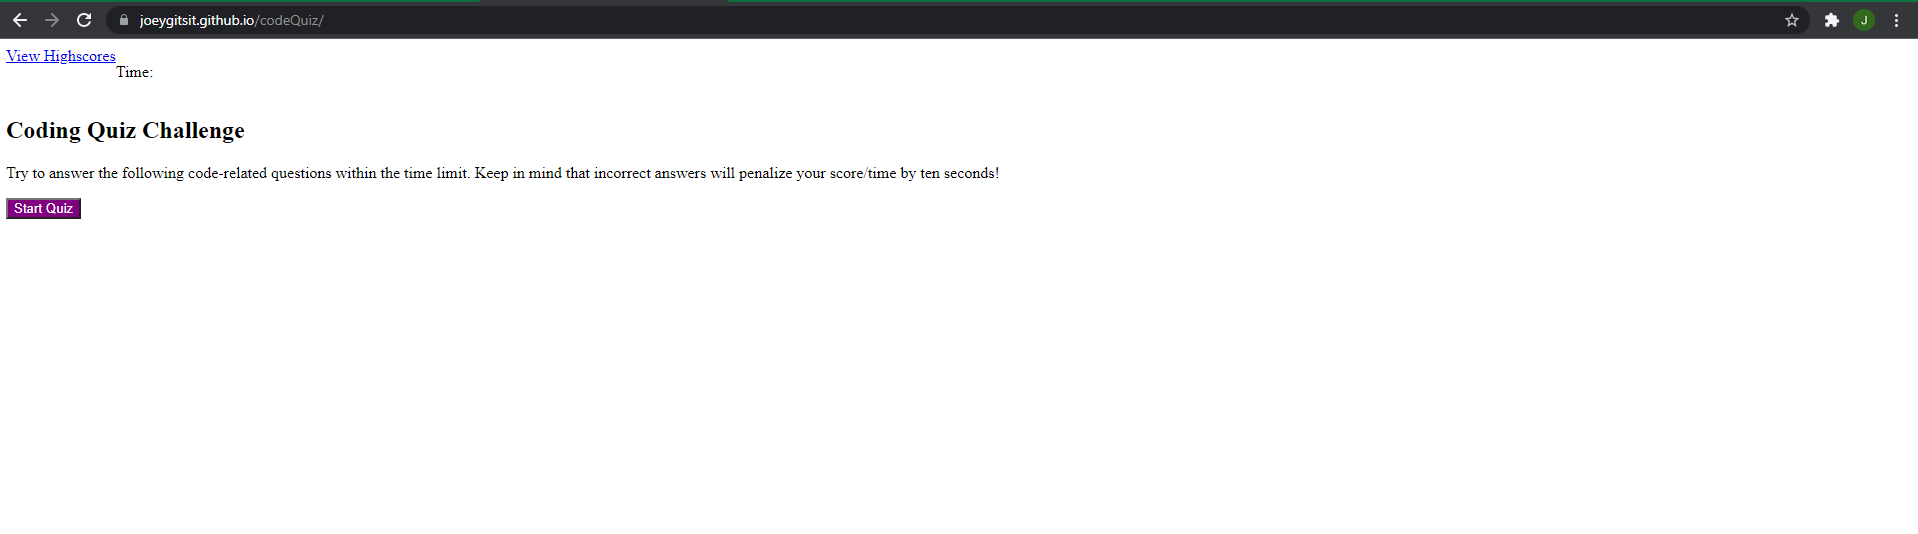 joeygitsit.github.io/codeQuiz/
J
View Highscores
Time:
Coding Quiz Challenge
Try to answer the following code-related questions within the time limit. Keep in mind that incorrect answers will penalize your score/time by ten seconds!
Start Quiz